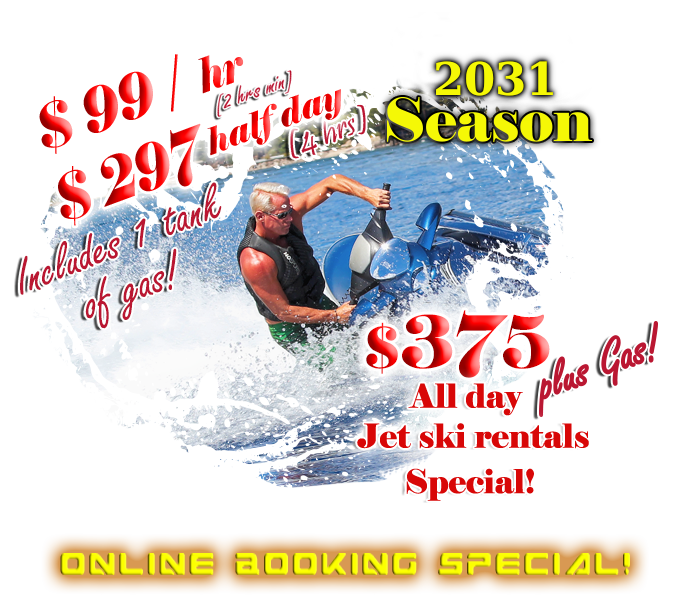 $ 99 / hr
(2 hrs min)
$ 297 half day
(4 hrs)
Includes 1 tank
of gas!
2031
Season
$375
All day plus Gas!
Jet ski rentals
Special!
ONLINE BOOKING SPECIAL!